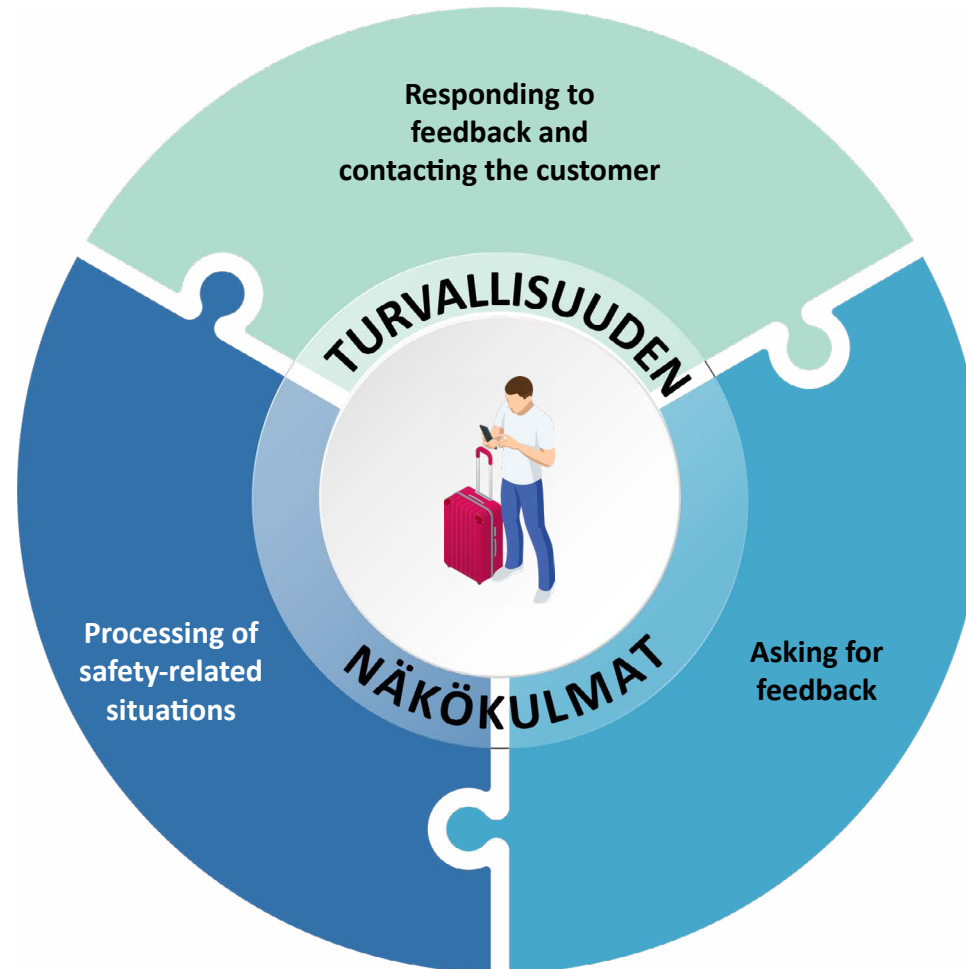 Responding to
feedback and
contacting the customer
TURVALLISUUDEN
NÄKÖKULMAT
Processing of
safety-related
situations
Asking for
feedback